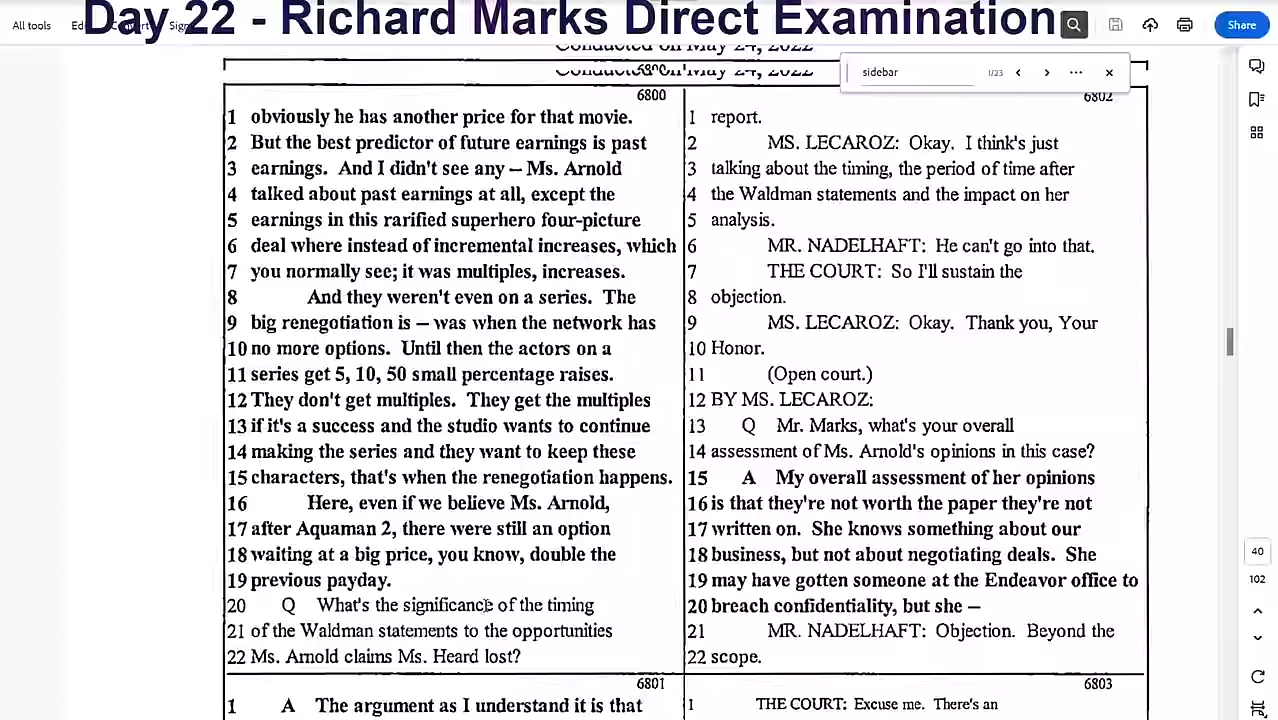 Day 22 - Richard Marks Direct Examination
All tools
Share
Conducted on May 24, 2022
sidebar
1/23
6800
1 obviously he has another price for that movie.
2 But the best predictor of future earnings is past
3 earnings. And I didn't see any – Ms. Arnold
4 talked about past earnings at all, except the
5 earnings in this rarified superhero four-picture
6 deal where instead of incremental increases, which
7 you normally see; it was multiples, increases.
8 And they weren't even on a series. The
9 big renegotiation is – was when the network has
10 no more options. Until then the actors on a
11 series get 5, 10, 50 small percentage raises.
12 They don't get multiples. They get the multiples
13 if it's a success and the studio wants to continue
14 making the series and they want to keep these
15 characters, that's when the renegotiation happens.
16 Here, even if we believe Ms. Arnold,
17 after Aquaman 2, there were still an option
18 waiting at a big price, you know, double the
19 previous payday.
20 Q What's the significance of the timing
21 of the Waldman statements to the opportunities
22 Ms. Arnold claims Ms. Heard lost?
6801
1 A The argument as I understand it is that
6802
1 report.
2 MS. LECAROZ: Okay. I think's just
3 talking about the timing, the period of time after
4 the Waldman statements and the impact on her
5 analysis.
6 MR. NADELHAFT: He can't go into that.
7 THE COURT: So I'll sustain the
8 objection.
9 MS. LECAROZ: Okay. Thank you, Your
10 Honor.
11 (Open court.)
12 BY MS. LECAROZ:
13 Q Mr. Marks, what's your overall
14 assessment of Ms. Arnold's opinions in this case?
15 A My overall assessment of her opinions
16 is that they're not worth the paper they're not
17 written on. She knows something about our
18 business, but not about negotiating deals. She
19 may have gotten someone at the Endeavor office to
20 breach confidentiality, but she –
21 MR. NADELHAFT: Objection. Beyond the
22 scope.
6803
1 THE COURT: Excuse me. There's an
40
102